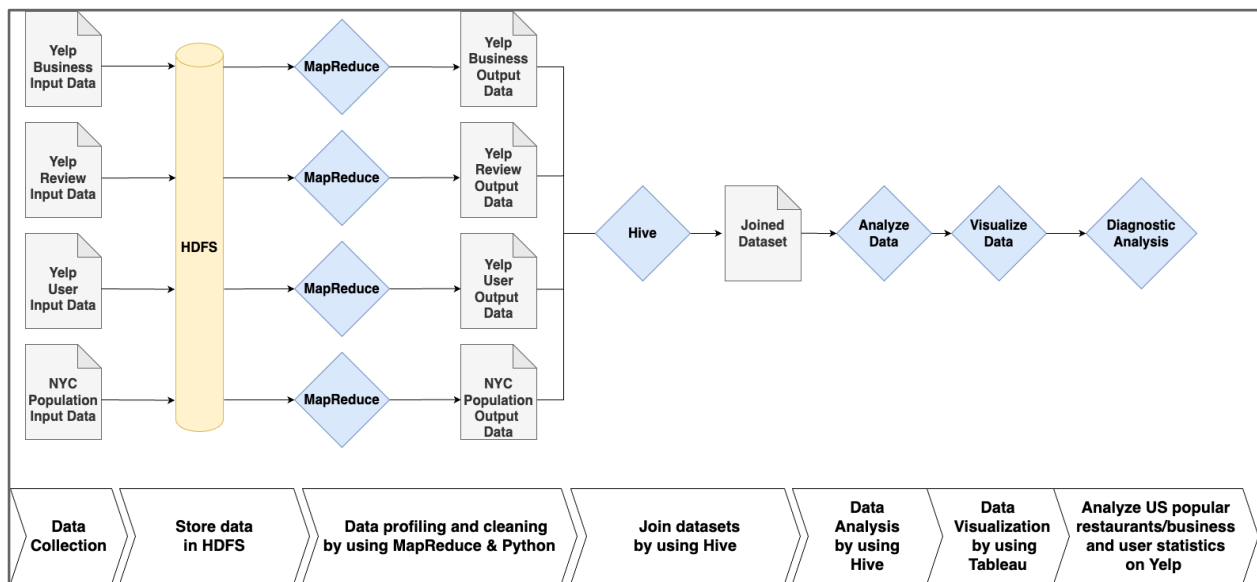 Yelp
Business
Input Data
MapReduce
Yelp
Business
Output
Data
Yelp
Review
Input Data
MapReduce
Yelp
Review
Output
Data
HDFS
Hive
Joined
Dataset
Analyze
Data
Visualize
Data
Diagnostic
Analysis
Yelp
User
Input Data
MapReduce
Yelp
User
Output
Data
NYC
Population
Input Data
MapReduce
NYC
Population
Output
Data
Data
Collection
Store data
in HDFS
Data profiling and cleaning
by using MapReduce & Python
Join datasets
by using Hive
Data
Analysis
by using
Hive
Data
Visualization
by using
Tableau
Analyze US popular
restaurants/business
and user statistics
on Yelp